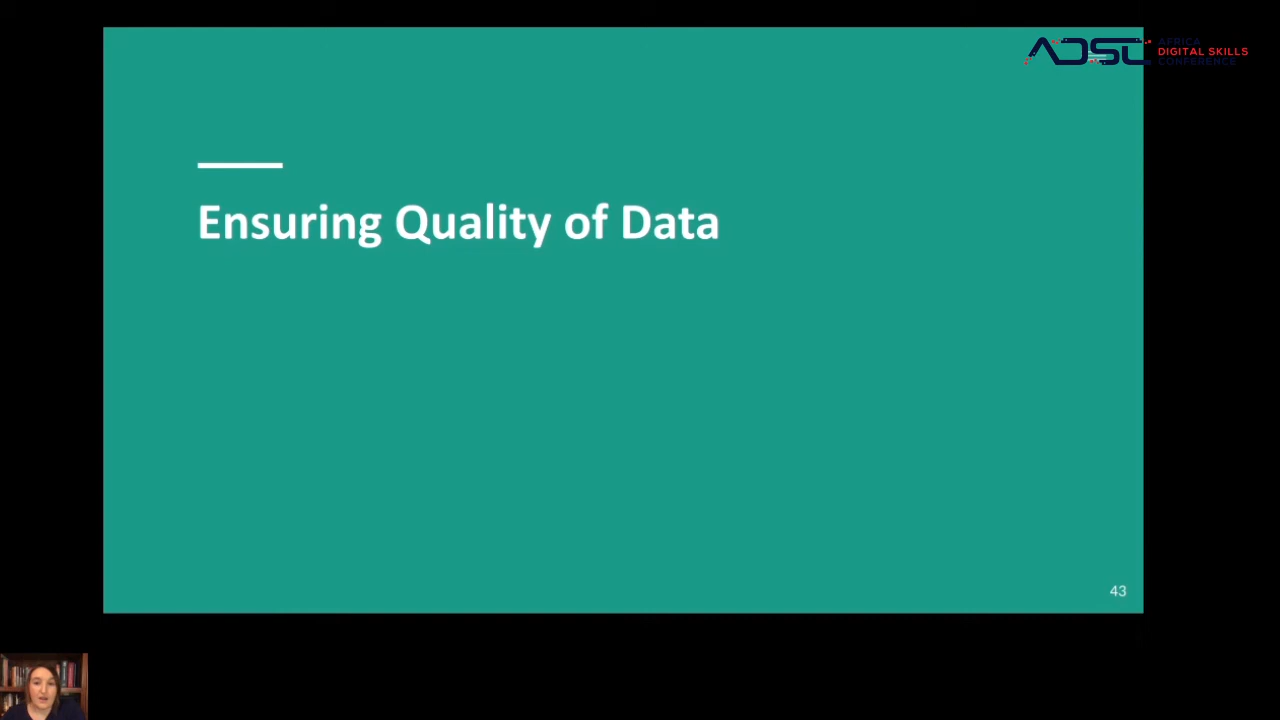 ADSC
AFRICA
DIGITAL SKILLS
CONFERENCE
Ensuring Quality of Data
43